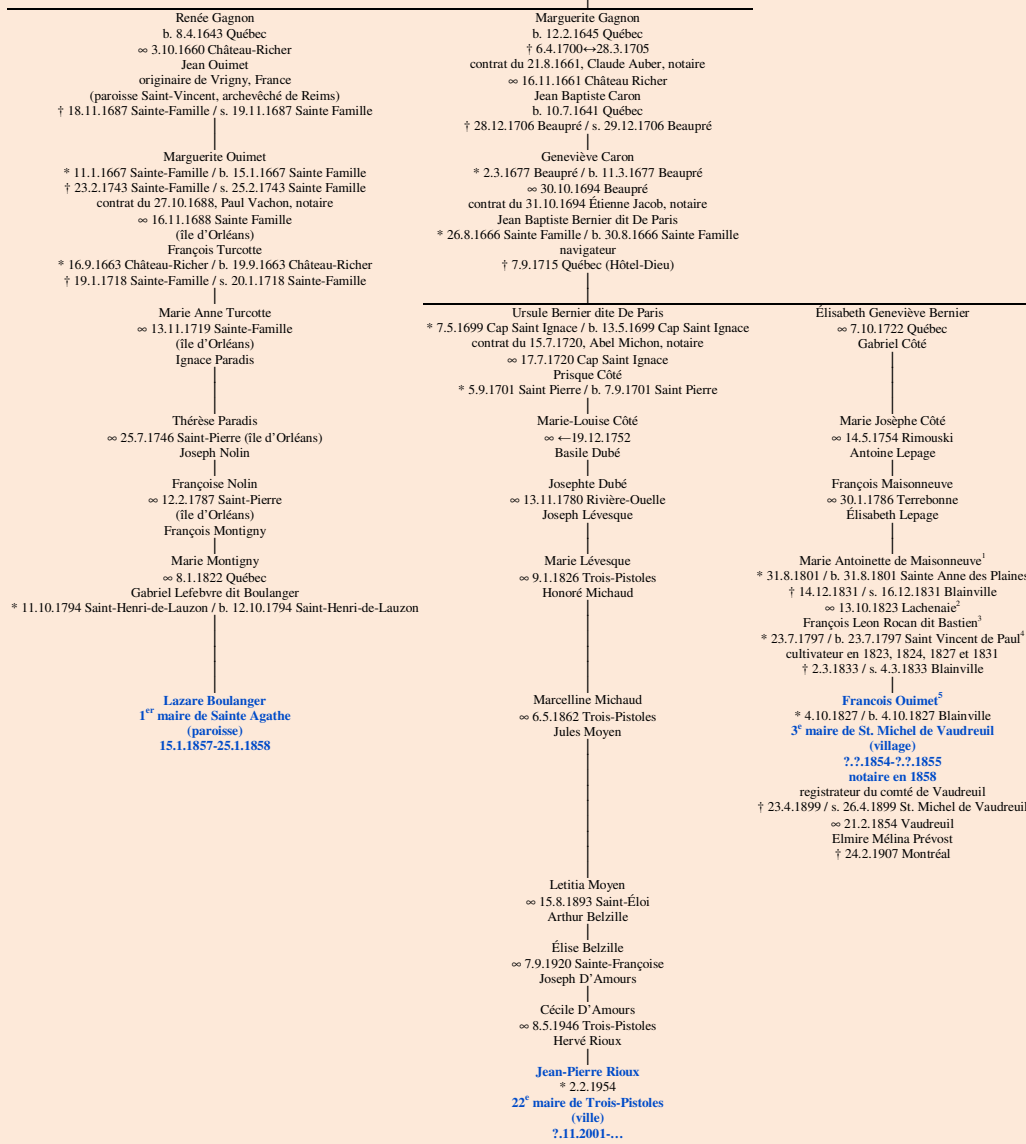 Renée Gagnon
b. 8.4.1643 Québec
∞ 3.10.1660 Château-Richer
Jean Ouimet
originaire de Vrigny, France
(paroisse Saint-Vincent, archevêché de Reims)
† 18.11.1687 Sainte-Famille / s. 19.11.1687 Sainte Famille
Marguerite Ouimet
* 11.1.1667 Sainte-Famille / b. 15.1.1667 Sainte Famille
† 23.2.1743 Sainte-Famille / s. 25.2.1743 Sainte Famille
contrat du 27.10.1688, Paul Vachon, notaire
∞ 16.11.1688 Sainte Famille
(île d’Orléans)
François Turcotte
* 16.9.1663 Château-Richer / b. 19.9.1663 Château-Richer
† 19.1.1718 Sainte-Famille / s. 20.1.1718 Sainte-Famille
Marie Anne Turcotte
∞ 13.11.1719 Sainte-Famille
(île d’Orléans)
Ignace Paradis
Thérèse Paradis
∞ 25.7.1746 Saint-Pierre (île d’Orléans)
Joseph Nolin
Françoise Nolin
∞ 12.2.1787 Saint-Pierre
(île d’Orléans)
François Montigny
Marie Montigny
∞ 8.1.1822 Québec
Gabriel Lefebvre dit Boulanger
* 11.10.1794 Saint-Henri-de-Lauzon / b. 12.10.1794 Saint-Henri-de-Lauzon
Lazare Boulanger
1er maire de Sainte Agathe
(paroisse)
15.1.1857-25.1.1858
Marguerite Gagnon
b. 12.2.1645 Québec
† 6.4.1700↔28.3.1705
contrat du 21.8.1661, Claude Auber, notaire
∞ 16.11.1661 Château Richer
Jean Baptiste Caron
b. 10.7.1641 Québec
† 28.12.1706 Beaupré / s. 29.12.1706 Beaupré
Geneviève Caron
* 2.3.1677 Beaupré / b. 11.3.1677 Beaupré
∞ 30.10.1694 Beaupré
contrat du 31.10.1694 Étienne Jacob, notaire
Jean Baptiste Bernier dit De Paris
* 26.8.1666 Sainte Famille / b. 30.8.1666 Sainte Famille
navigateur
† 7.9.1715 Québec (Hôtel-Dieu)
Ursule Bernier dite De Paris
* 7.5.1699 Cap Saint Ignace / b. 13.5.1699 Cap Saint Ignace
contrat du 15.7.1720, Abel Michon, notaire
∞ 17.7.1720 Cap Saint Ignace
Prisque Côté
* 5.9.1701 Saint Pierre / b. 7.9.1701 Saint Pierre
Marie-Louise Côté
∞ ←19.12.1752
Basile Dubé
Josephte Dubé
∞ 13.11.1780 Rivière-Ouelle
Joseph Lévesque
Marie Lévesque
∞ 9.1.1826 Trois-Pistoles
Honoré Michaud
Marcelline Michaud
∞ 6.5.1862 Trois-Pistoles
Jules Moyen
Letitia Moyen
∞ 15.8.1893 Saint-Éloi
Arthur Belzille
Élise Belzille
∞ 7.9.1920 Sainte-Françoise
Joseph D’Amours
Cécile D’Amours
∞ 8.5.1946 Trois-Pistoles
Hervé Rioux
Jean-Pierre Rioux
* 2.2.1954
22e maire de Trois-Pistoles
(ville)
?.11.2001-…
Élisabeth Geneviève Bernier
∞ 7.10.1722 Québec
Gabriel Côté
Marie Josèphe Côté
∞ 14.5.1754 Rimouski
Antoine Lepage
François Maisonneuve
∞ 30.1.1786 Terrebonne
Élisabeth Lepage
Marie Antoinette de Maisonneuve1
* 31.8.1801 / b. 31.8.1801 Sainte Anne des Plaines
† 14.12.1831 / s. 16.12.1831 Blainville
∞ 13.10.1823 Lachenaie2
François Leon Rocan dit Bastien3
* 23.7.1797 / b. 23.7.1797 Saint Vincent de Paul4
cultivateur en 1823, 1824, 1827 et 1831
† 2.3.1833 / s. 4.3.1833 Blainville
Francois Ouimet5
* 4.10.1827 / b. 4.10.1827 Blainville
3e maire de St. Michel de Vaudreuil
(village)
?.?.1854-?.?.1855
notaire en 1858
registrateur du comté de Vaudreuil
† 23.4.1899 / s. 26.4.1899 St. Michel de Vaudreuil
∞ 21.2.1854 Vaudreuil
Elmire Mélina Prévost
† 24.2.1907 Montréal